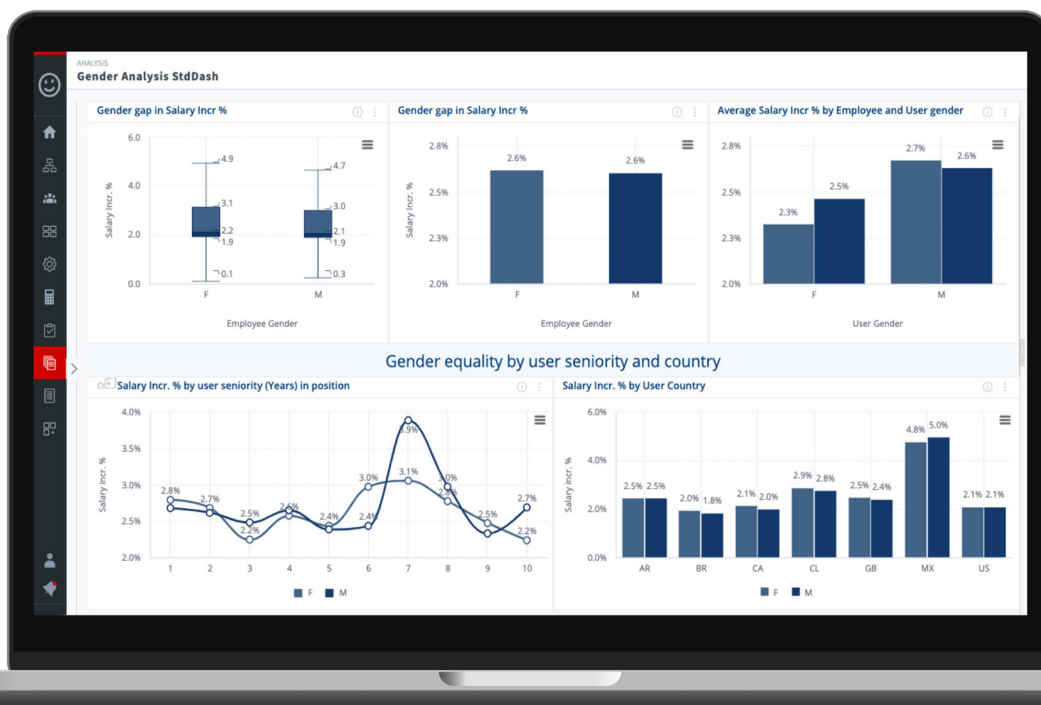 ANALYSIS
Gender Analysis StdDash
Gender gap in Salary Incr %
6.0
4.0
2.0
0.0
Salary Incr. %
4.9
3.1
2.2
1.9
0.1
4.7
3.0
2.1
1.9
0.3
F M
Employee Gender
Gender gap in Salary Incr %
2.8%
2.5%
2.3%
2.0%
Salary Incr. %
2.6% 2.6%
F M
Employee Gender
Average Salary Incr % by Employee and User gender
2.8%
2.5%
2.3%
2.0%
Salary Incr. %
2.3% 2.5% 2.7% 2.6%
F M
User Gender
Gender equality by user seniority and country
Salary Incr. % by user seniority (Years) in position
4.0%
3.5%
3.0%
2.5%
2.0%
Salary incr. %
2.8% 2.7% 2.5% 2.2% 2.6% 2.4% 3.0% 2.4% 3.9% 3.1% 3.0% 2.8% 2.5% 2.7% 2.2%
1 2 3 4 5 6 7 8 9 10
F M
Salary Incr. % by User Country
6.0%
4.0%
2.0%
0.0%
Salary incr. %
2.5% 2.5% 2.0% 1.8% 2.1% 2.0% 2.9% 2.8% 2.5% 2.4% 4.8% 5.0% 2.1% 2.1%
AR BR CA CL GB MX US
F M